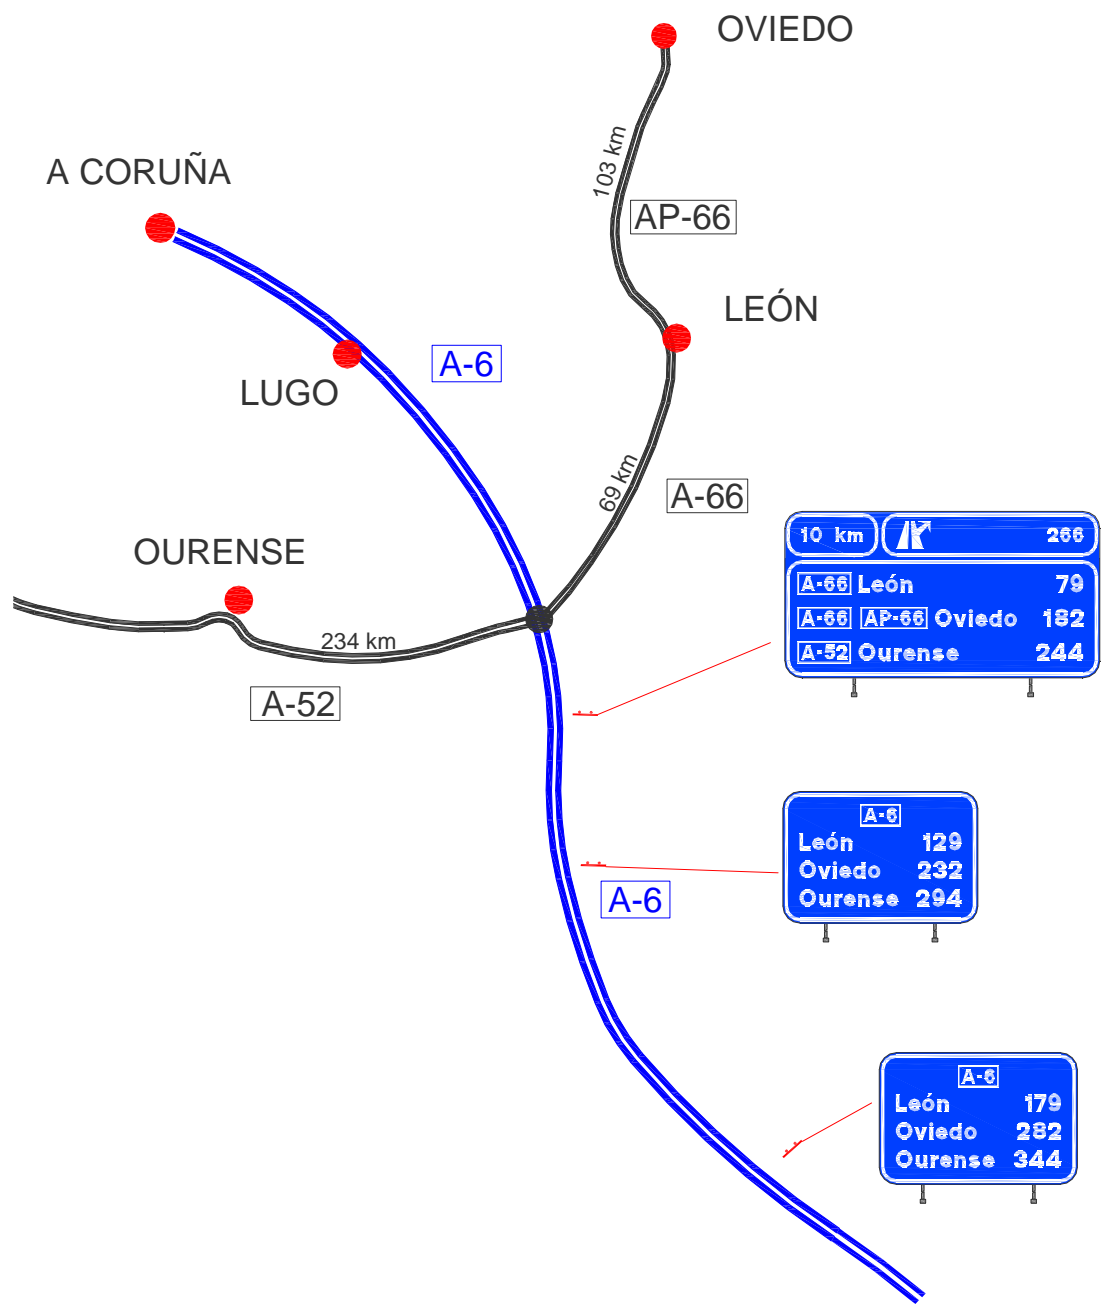 OVIEDO
103 km
A CORUÑA
AP-66
LEÓN
A-6
LUGO
69 km
A-66
10 km 266
A-66 León 79
A-66 AP-66 Oviedo 182
A-52 Ourense 244
OURENSE
234 km
A-52
A-6
León 129
Oviedo 232
Ourense 294
A-6
A-6
León 179
Oviedo 282
Ourense 344